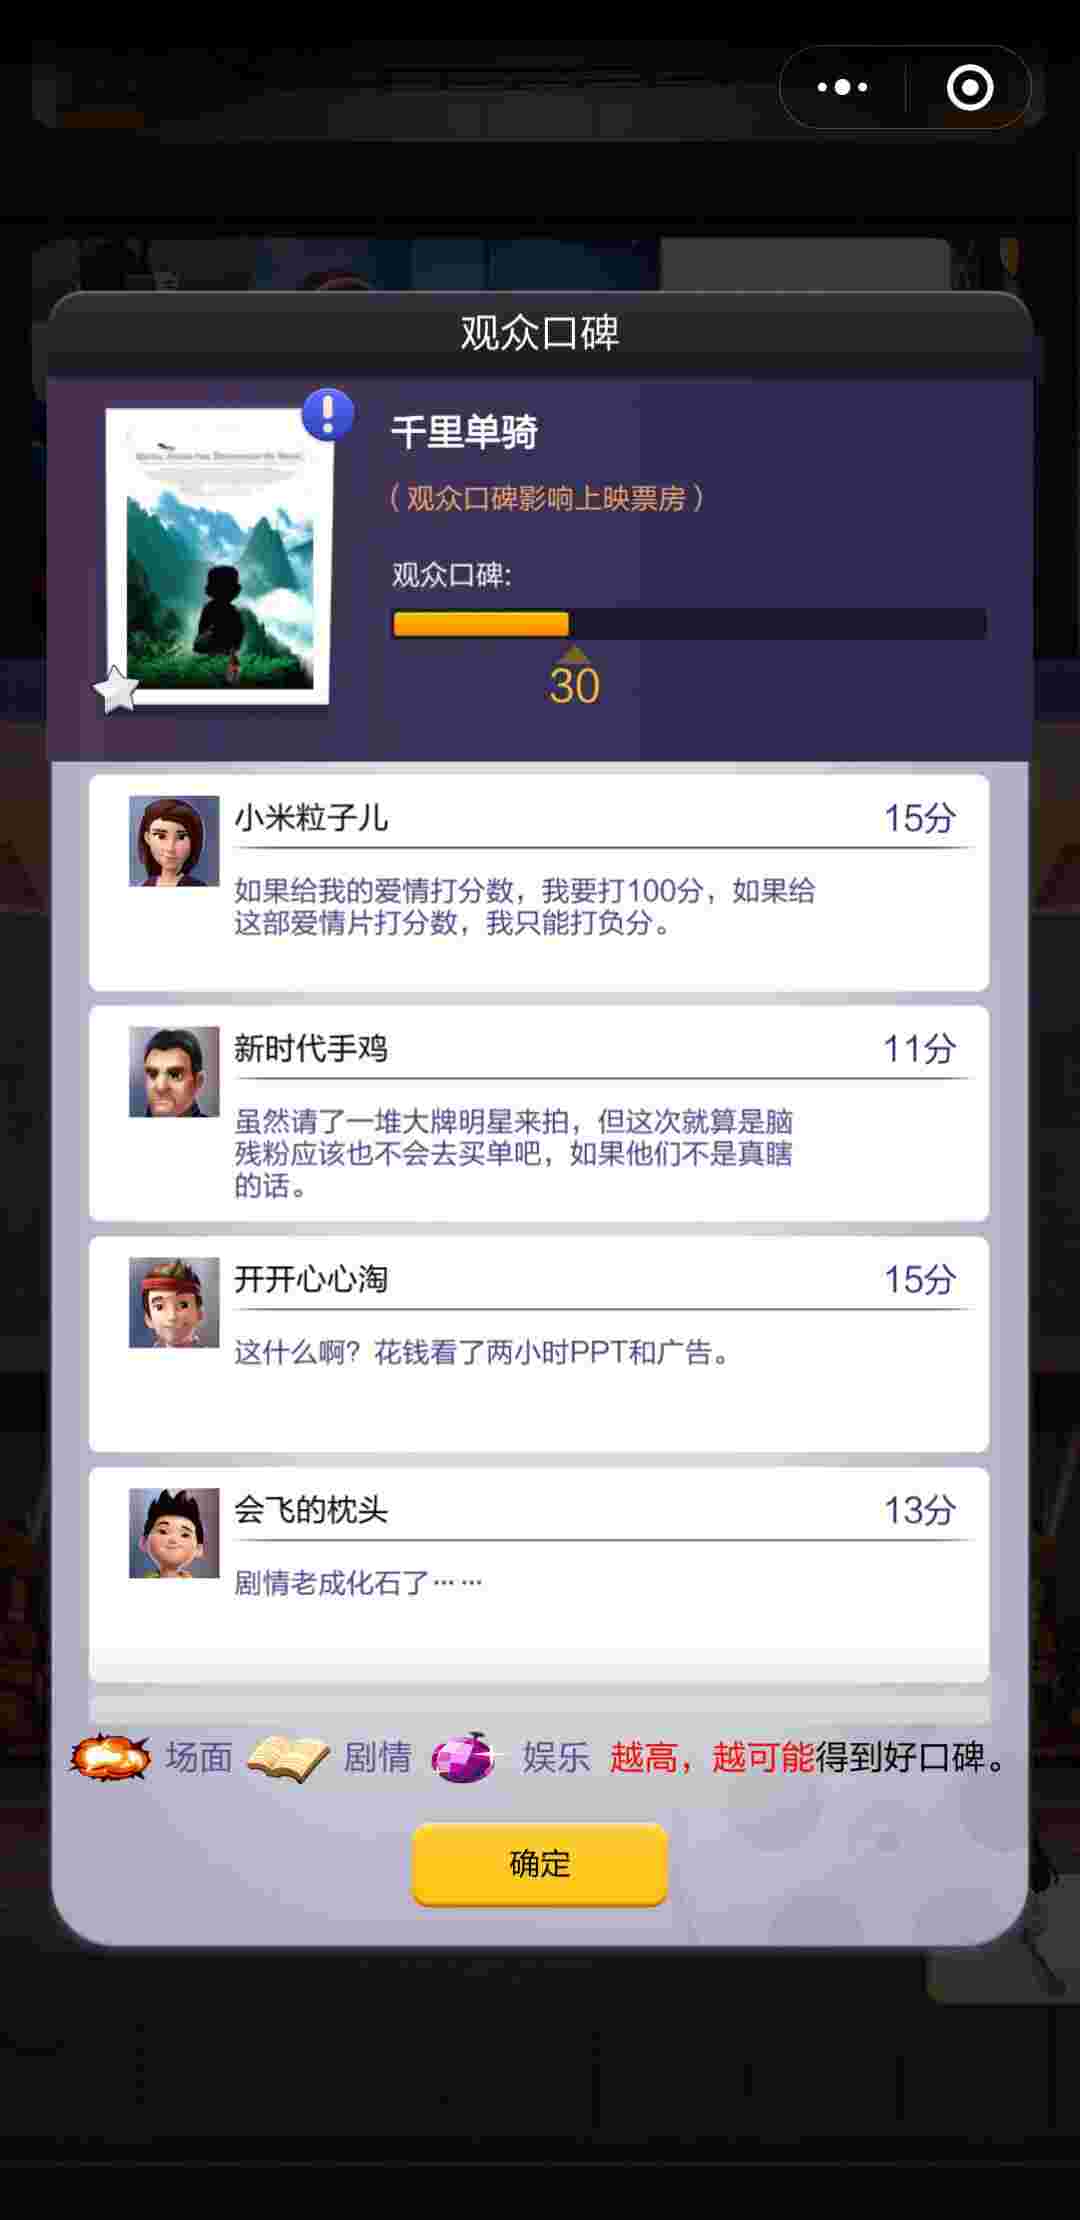 观众口碑
千里单骑
（观众口碑影响上映票房）
观众口碑:
30
小米粒子儿
15分
如果给我的爱情打分数，我要打100分，如果给
这部爱情片打分数，我只能打负分。
新时代手鸡
11分
虽然请了一堆大牌明星来拍，但这次就算是脑
残粉应该也不会去买单吧，如果他们不是真瞎
的话。
开开心心淘
15分
这什么啊？花钱看了两小时PPT和广告。
会飞的枕头
13分
剧情老成化石了……
场面 剧情 娱乐 越高，越可能得到好口碑。
确定